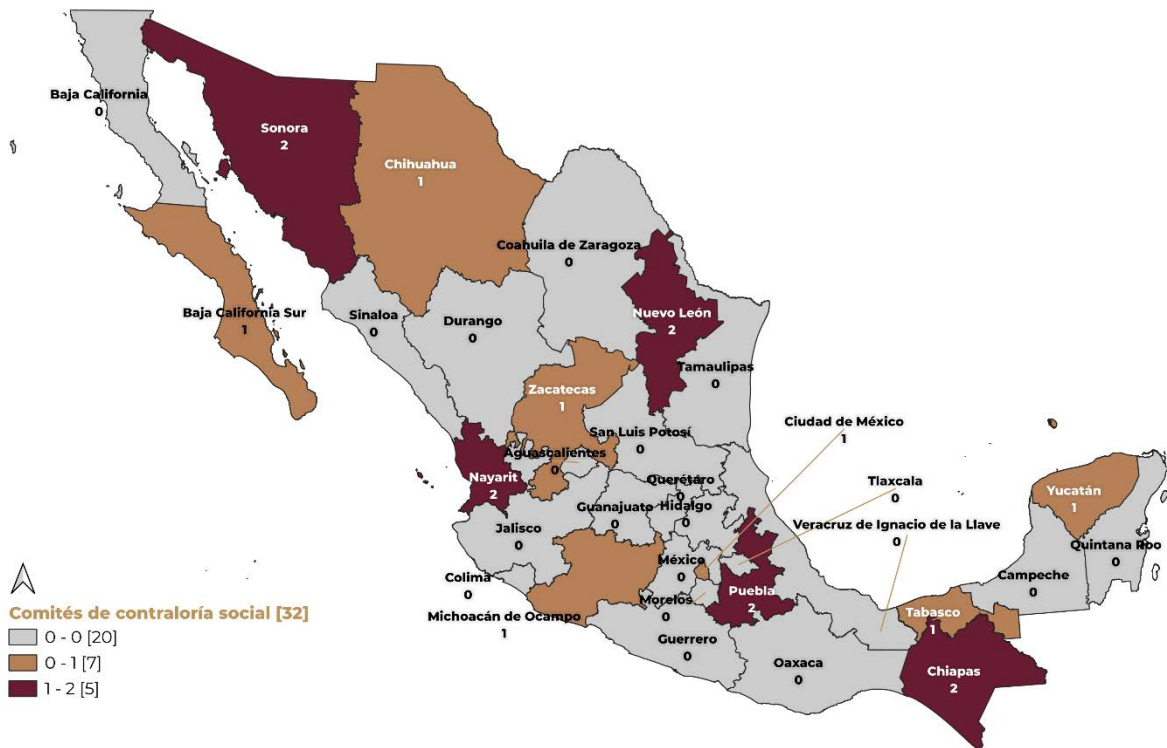 Baja California
0
Sonora
2
Chihuahua
1
Coahuila de Zaragoza
0
Baja California Sur
1
Sinaloa
0
Durango
0
Nuevo León
2
Tamaulipas
0
Zacatecas
1
San Luis Potosí
0
Ciudad de México
1
Aguascalientes
0
Nayarit
2
Querétaro
0
Tlaxcala
0
Yucatán
1
Guanajuato
0
Hidalgo
0
Jalisco
0
Veracruz de Ignacio de la Llave
0
Quintana Roo
0
México
0
Campeche
0
Colima
0
Morelos
0
Puebla
2
Michoacán de Ocampo
1
Tabasco
1
Guerrero
0
Oaxaca
0
Chiapas
2
Comités de contraloría social [32]
0 - 0 [20]
0 - 1 [7]
1 - 2 [5]